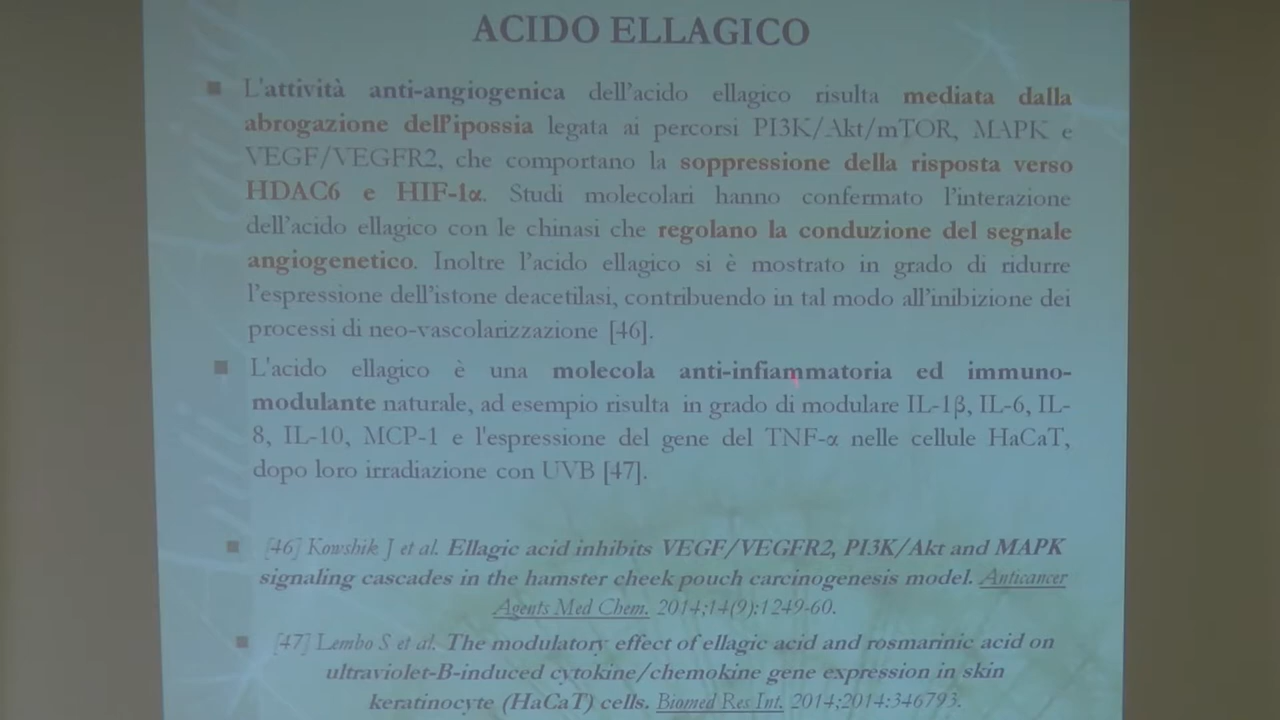 ACIDO ELLAGICO
■ L'attività anti-angiogenica dell'acido ellagico risulta mediata dalla
abrogazione dell'ipossia legata ai percorsi PI3K/Akt/mTOR, MAPK e
VEGF/VEGFR2, che comportano la soppressione della risposta verso
HDAC6 e HIF-1α. Studi molecolari hanno confermato l'interazione
dell'acido ellagico con le chinasi che regolano la conduzione del segnale
angiogenetico. Inoltre l'acido ellagico si è mostrato in grado di ridurre
l'espressione dell'istone deacetilasi, contribuendo in tal modo all'inibizione dei
processi di neo-vascolarizzazione [46].
■ L'acido ellagico è una molecola anti-infiammatoria ed immuno-
modulante naturale, ad esempio risulta in grado di modulare IL-1β, IL-6, IL-
8, IL-10, MCP-1 e l'espressione del gene del TNF-α nelle cellule HaCaT,
dopo loro irradiazione con UVB [47].
■ [46] Kowshik J et al. Ellagic acid inhibits VEGF/VEGFR2, PI3K/Akt and MAPK
signaling cascades in the hamster cheek pouch carcinogenesis model. Anticancer
Agents Med Chem. 2014;14(9):1249-60.
■ [47] Lembo S et al. The modulatory effect of ellagic acid and rosmarinic acid on
ultraviolet-B-induced cytokine/chemokine gene expression in skin
keratinocyte (HaCaT) cells. Biomed Res Int. 2014;2014:346793.